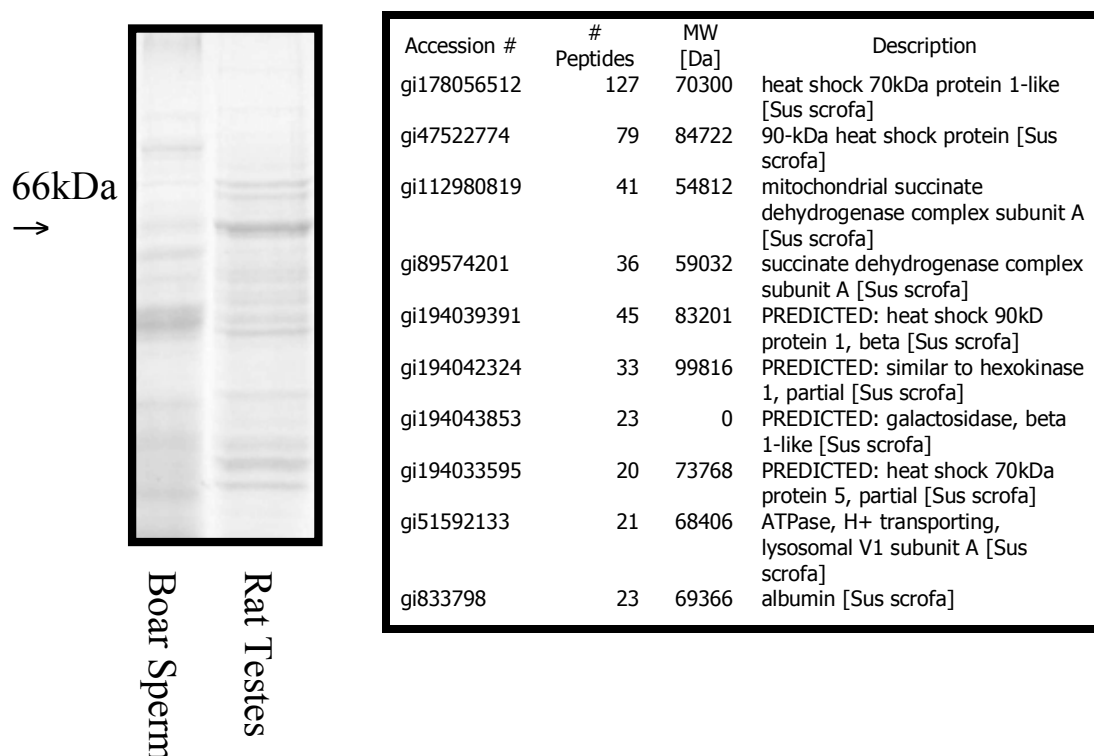 66kDa
→
Boar Sperm
Rat Testes
Accession # # Peptides MW [Da] Description
gi178056512 127 70300 heat shock 70kDa protein 1-like
[Sus scrofa]
gi47522774 79 84722 90-kDa heat shock protein [Sus
scrofa]
gi112980819 41 54812 mitochondrial succinate
dehydrogenase complex subunit A
[Sus scrofa]
gi89574201 36 59032 succinate dehydrogenase complex
subunit A [Sus scrofa]
gi194039391 45 83201 PREDICTED: heat shock 90kD
protein 1, beta [Sus scrofa]
gi194042324 33 99816 PREDICTED: similar to hexokinase
1, partial [Sus scrofa]
gi194043853 23 0 PREDICTED: galactosidase, beta
1-like [Sus scrofa]
gi194033595 20 73768 PREDICTED: heat shock 70kDa
protein 5, partial [Sus scrofa]
gi51592133 21 68406 ATPase, H+ transporting,
lysosomal V1 subunit A [Sus
scrofa]
gi833798 23 69366 albumin [Sus scrofa]